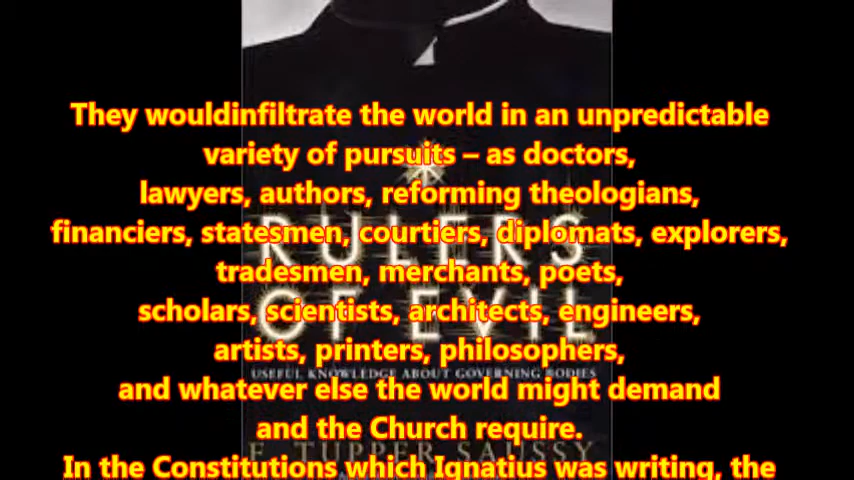 They wouldinfiltrate the world in an unpredictable
variety of pursuits – as doctors,
lawyers, authors, reforming theologians,
financiers, statesmen, courtiers, diplomats, explorers,
RULERS
tradesmen, merchants, poets,
scholars, scientists, architects, engineers,
OF EVIL
artists, printers, philosophers,
USEFUL KNOWLEDGE ABOUT GOVERNING BODIES
and whatever else the world might demand
and the Church require.
F. TUPPER SAUSSY
In the Constitutions which Ignatius was writing, the